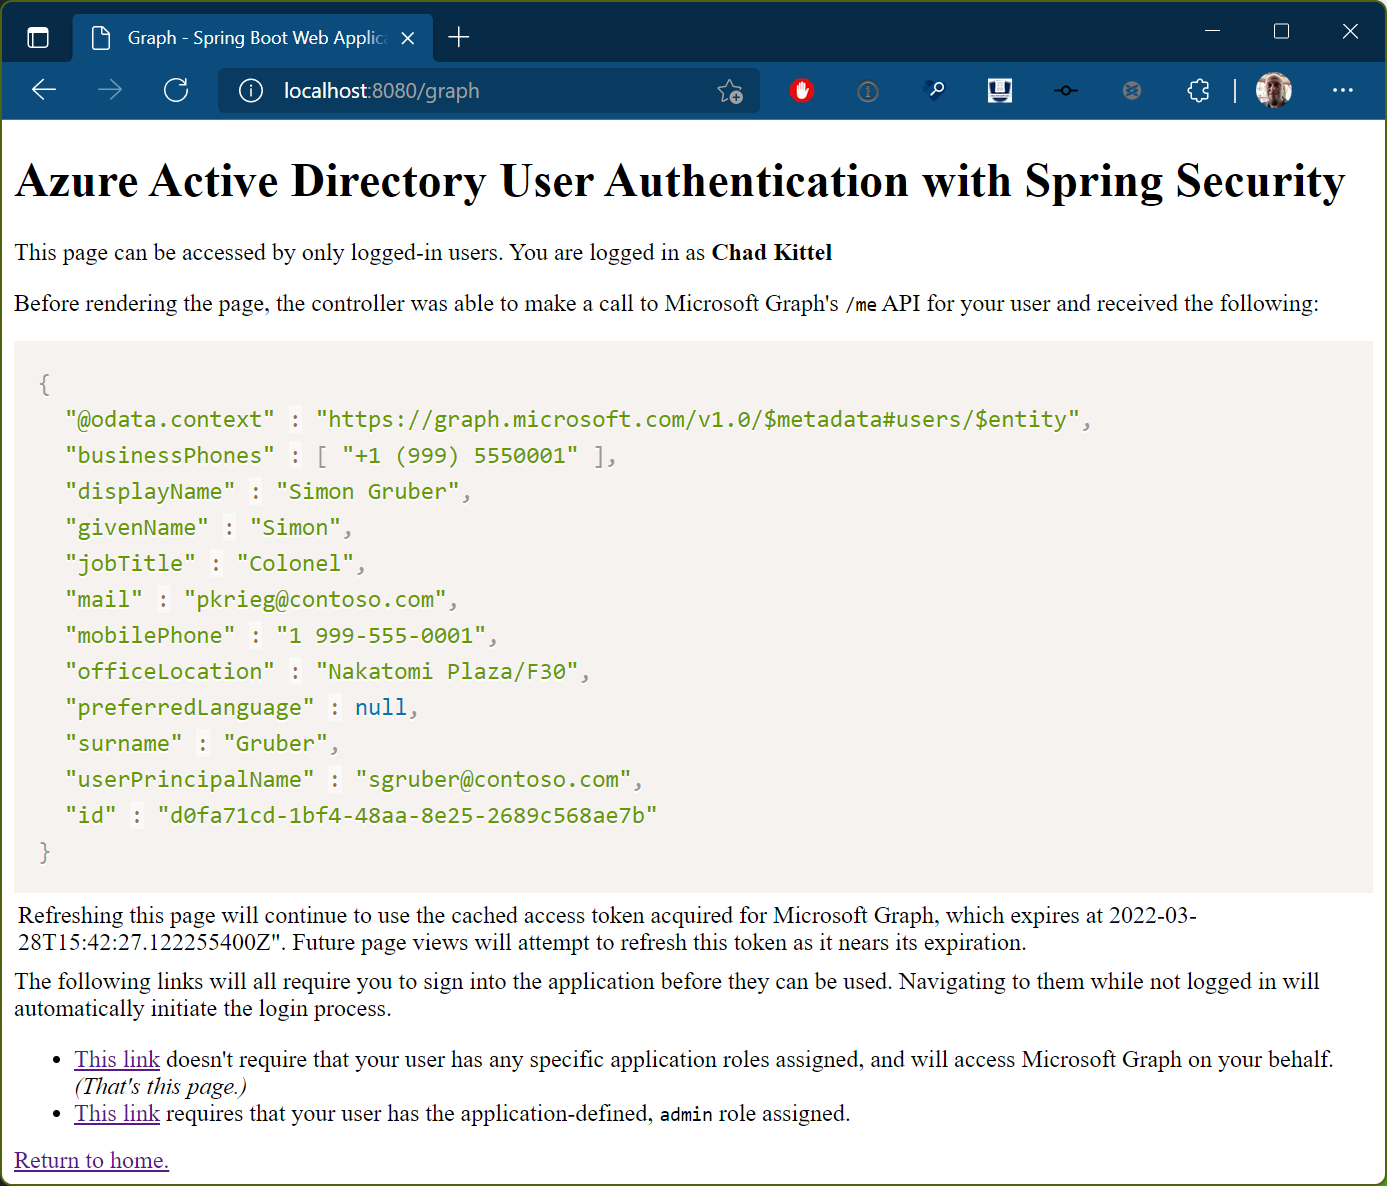 Graph - Spring Boot Web Applic
localhost:8080/graph
Azure Active Directory User Authentication with Spring Security
This page can be accessed by only logged-in users. You are logged in as Chad Kittel
Before rendering the page, the controller was able to make a call to Microsoft Graph's /me API for your user and received the following:
{
"@odata.context" : "https://graph.microsoft.com/v1.0/$metadata#users/$entity",
"businessPhones" : [ "+1 (999) 5550001" ],
"displayName" : "Simon Gruber",
"givenName" : "Simon",
"jobTitle" : "Colonel",
"mail" : "pkrieg@contoso.com",
"mobilePhone" : "1 999-555-0001",
"officeLocation" : "Nakatomi Plaza/F30",
"preferredLanguage" : null,
"surname" : "Gruber",
"userPrincipalName" : "sgruber@contoso.com",
"id" : "d0fa71cd-1bf4-48aa-8e25-2689c568ae7b"
}
Refreshing this page will continue to use the cached access token acquired for Microsoft Graph, which expires at 2022-03-
28T15:42:27.122255400Z". Future page views will attempt to refresh this token as it nears its expiration.
The following links will all require you to sign into the application before they can be used. Navigating to them while not logged in will
automatically initiate the login process.
• This link doesn't require that your user has any specific application roles assigned, and will access Microsoft Graph on your behalf.
(That's this page.)
• This link requires that your user has the application-defined, admin role assigned.
Return to home.